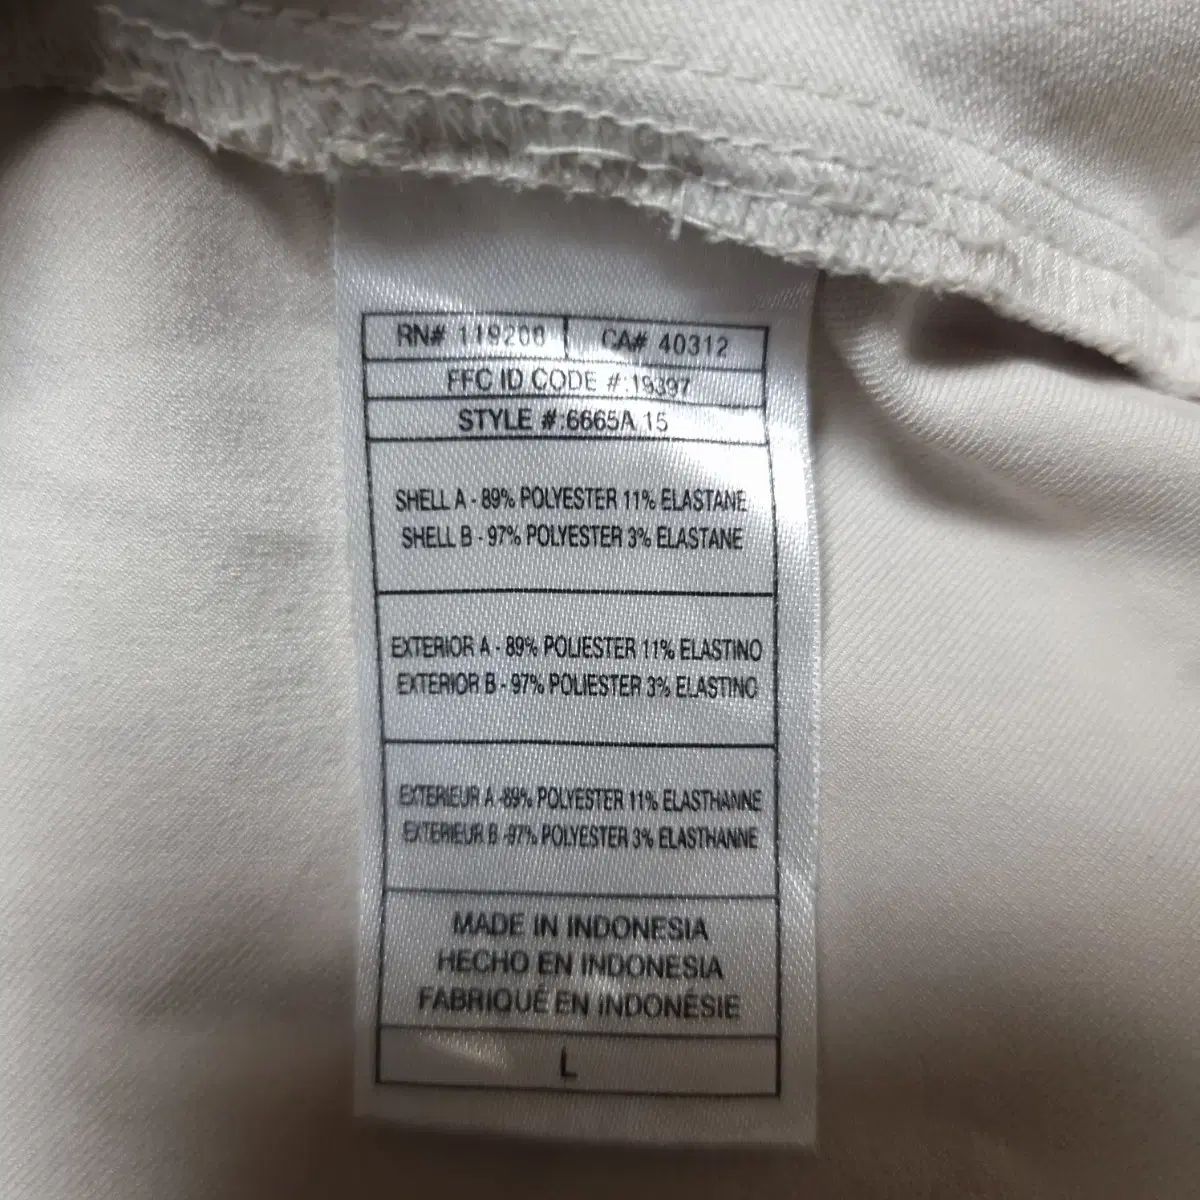 RN# 119208 CA# 40312
FFC ID CODE #:19397
STYLE #:6665A 15
SHELL A - 89% POLYESTER 11% ELASTANE
SHELL B - 97% POLYESTER 3% ELASTANE
EXTERIOR A - 89% POLIESTER 11% ELASTINO
EXTERIOR B - 97% POLIESTER 3% ELASTINO
EXTERIEUR A -89% POLYESTER 11% ELASTHANNE
EXTERIEUR B -97% POLYESTER 3% ELASTHANNE
MADE IN INDONESIA
HECHO EN INDONESIA
FABRIQUÉ EN INDONÉSIE
L